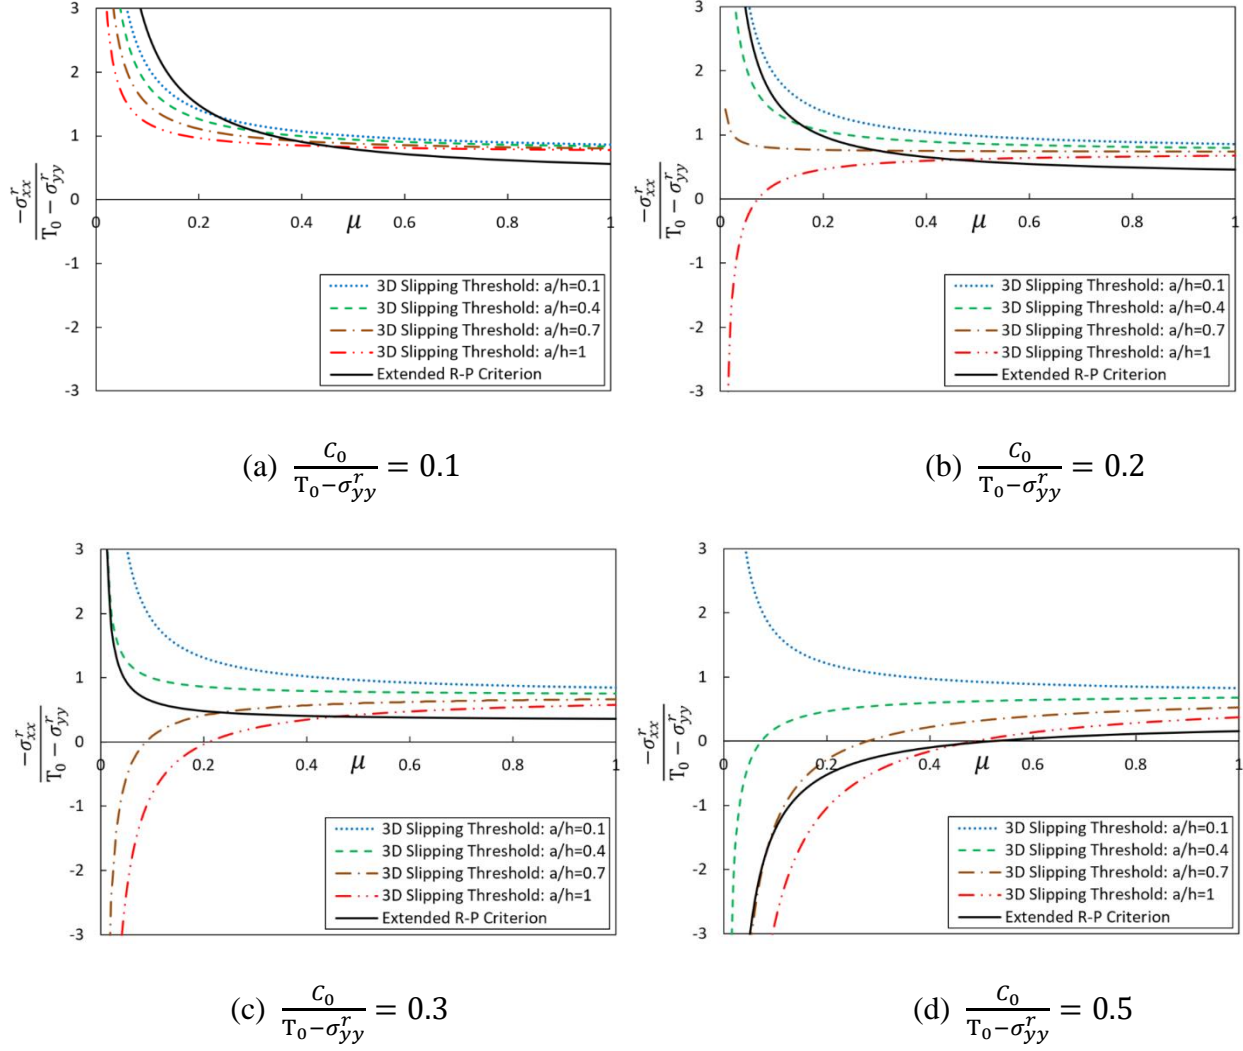 3
2
1
0
-1
-2
-3
0
0.2
0.4
0.6
0.8
1
μ
−σ^r_xx / T₀ − σ^r_yy
3D Slipping Threshold: a/h=0.1
3D Slipping Threshold: a/h=0.4
3D Slipping Threshold: a/h=0.7
3D Slipping Threshold: a/h=1
Extended R-P Criterion
(a) C₀ / T₀−σ^r_yy = 0.1
3
2
1
0
-1
-2
-3
0
0.2
0.4
0.6
0.8
1
μ
−σ^r_xx / T₀ − σ^r_yy
3D Slipping Threshold: a/h=0.1
3D Slipping Threshold: a/h=0.4
3D Slipping Threshold: a/h=0.7
3D Slipping Threshold: a/h=1
Extended R-P Criterion
(b) C₀ / T₀−σ^r_yy = 0.2
3
2
1
0
-1
-2
-3
0
0.2
0.4
0.6
0.8
1
μ
−σ^r_xx / T₀ − σ^r_yy
3D Slipping Threshold: a/h=0.1
3D Slipping Threshold: a/h=0.4
3D Slipping Threshold: a/h=0.7
3D Slipping Threshold: a/h=1
Extended R-P Criterion
(c) C₀ / T₀−σ^r_yy = 0.3
3
2
1
0
-1
-2
-3
0
0.2
0.4
0.6
0.8
1
μ
−σ^r_xx / T₀ − σ^r_yy
3D Slipping Threshold: a/h=0.1
3D Slipping Threshold: a/h=0.4
3D Slipping Threshold: a/h=0.7
3D Slipping Threshold: a/h=1
Extended R-P Criterion
(d) C₀ / T₀−σ^r_yy = 0.5